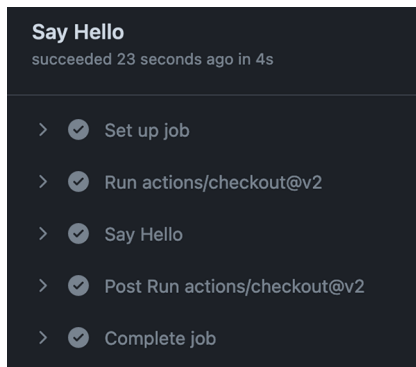 Say Hello
succeeded 23 seconds ago in 4s
Set up job
Run actions/checkout@v2
Say Hello
Post Run actions/checkout@v2
Complete job